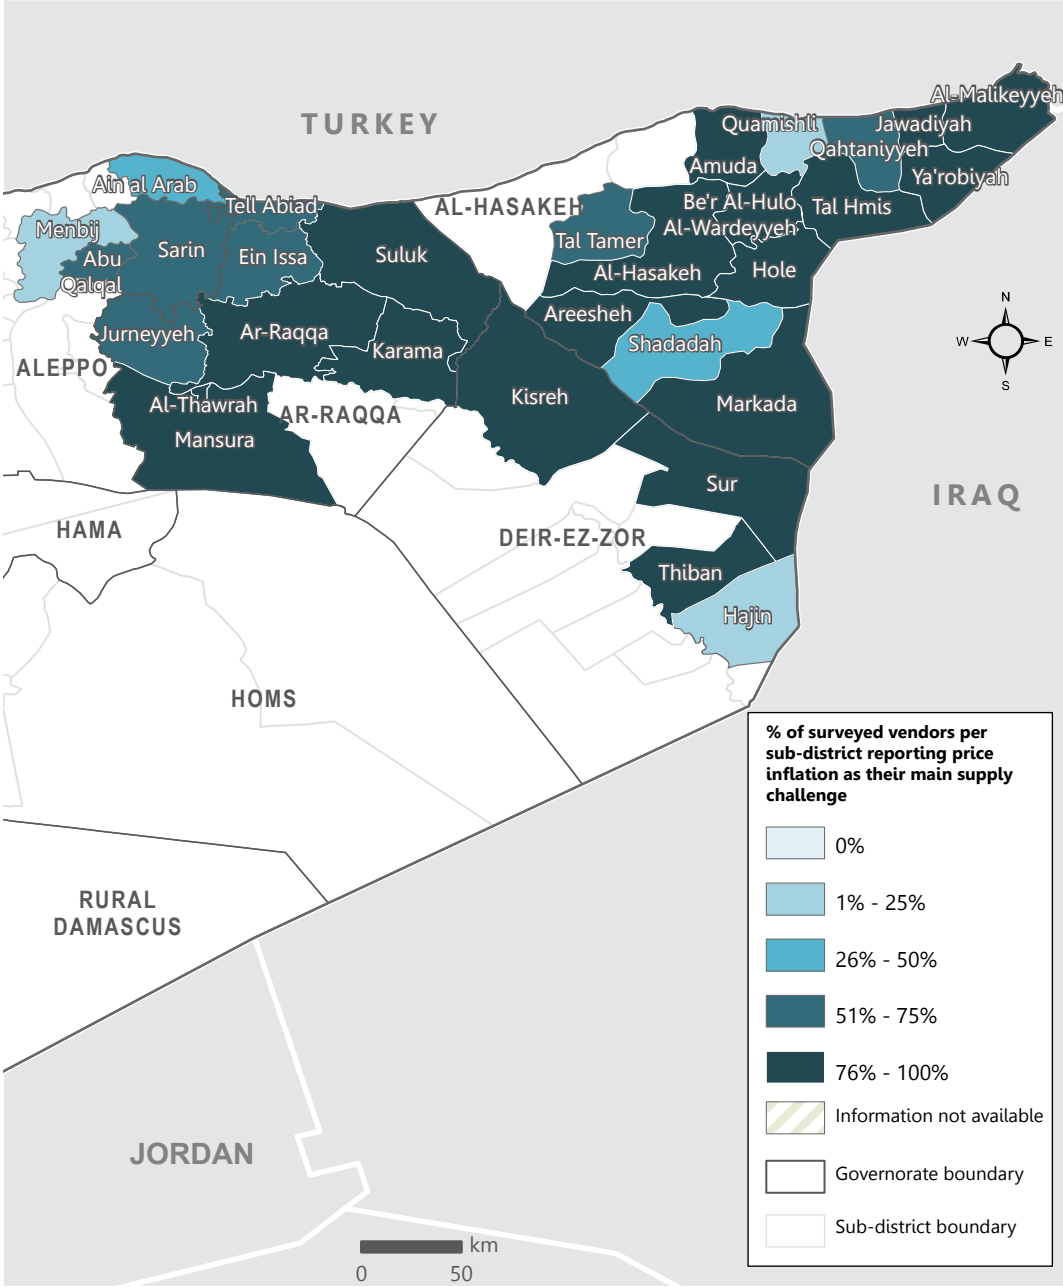 TURKEY
Al-Malikeyyeh
Quamishli
Jawadiyah
Qahtaniyyeh
Amuda
Ya'robiyah
Ain al Arab
Tell Abiad
AL-HASAKEH
Be'r Al-Hulo
Al-Wardeyyeh
Tal Hmis
Menbij
Abu
Qalqal
Sarin
Ein Issa
Suluk
Tal Tamer
Al-Hasakeh
Hole
Areesheh
Jurneyyeh
Ar-Raqqa
Karama
Shadadah
N
W
E
S
ALEPPO
Al-Thawrah
Mansura
AR-RAQQA
Kisreh
Markada
Sur
IRAQ
HAMA
DEIR-EZ-ZOR
Thiban
Hajin
HOMS
RURAL
DAMASCUS
JORDAN
% of surveyed vendors per
sub-district reporting price
inflation as their main supply
challenge
0%
1% - 25%
26% - 50%
51% - 75%
76% - 100%
Information not available
Governorate boundary
Sub-district boundary
km
0 50